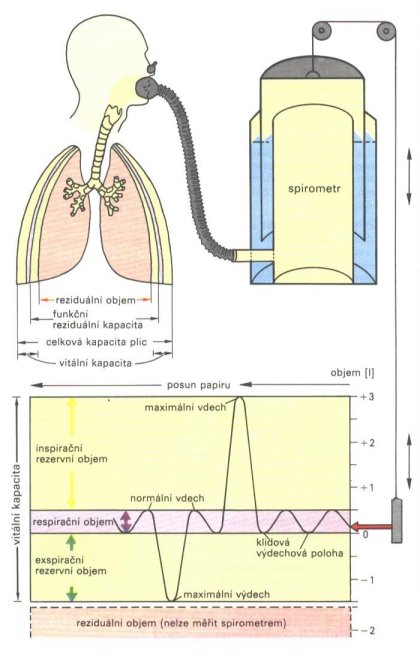 spirometr
reziduální objem
funkční
reziduální kapacita
celková kapacita plic
vitální kapacita
posun papíru
objem [l]
maximální vdech
+3
inspirační
rezervní objem
+2
vitální kapacita
+1
normální vdech
respirační objem
0
klidová
výdechová poloha
exspirační
rezervní objem
−1
maximální výdech
reziduální objem (nelze měřit spirometrem)
−2